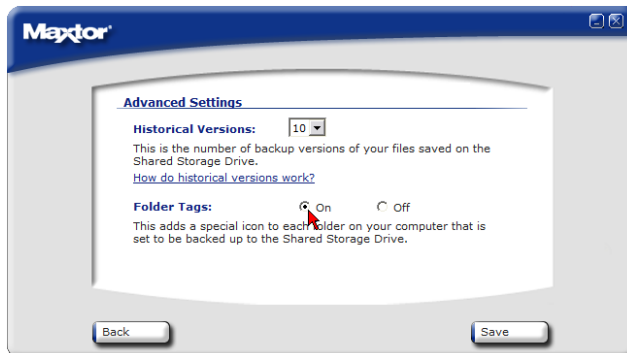 Maxtor
Advanced Settings
Historical Versions: 10
This is the number of backup versions of your files saved on the
Shared Storage Drive.
How do historical versions work?
Folder Tags: On Off
This adds a special icon to each folder on your computer that is
set to be backed up to the Shared Storage Drive.
Back Save